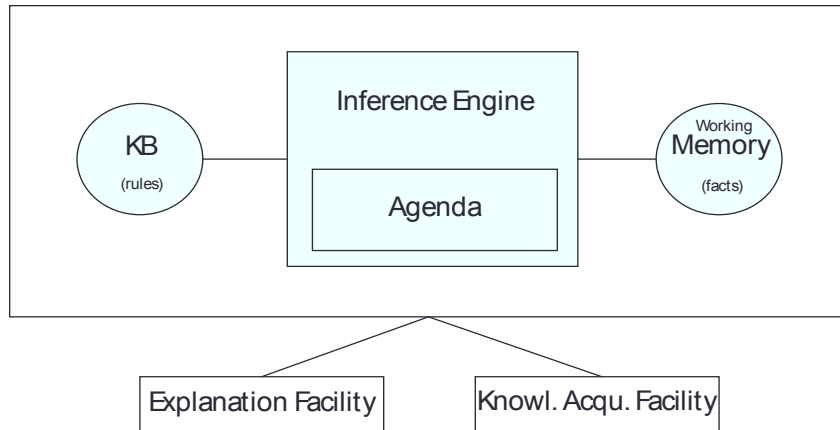 Inference Engine
KB
(rules)
Working
Memory
(facts)
Agenda
Explanation Facility
Knowl. Acqu. Facility